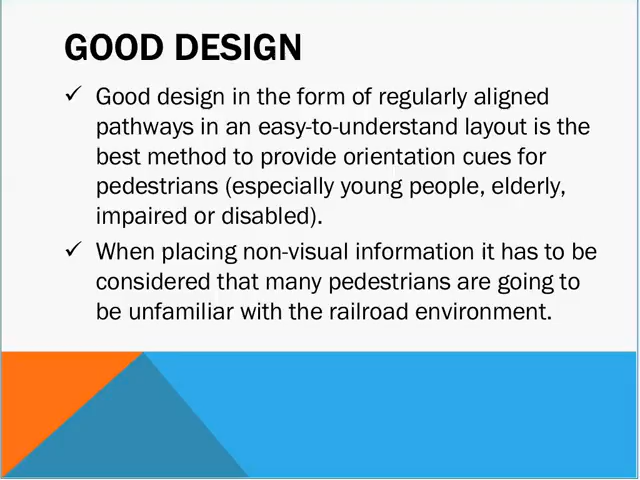 GOOD DESIGN
✓ Good design in the form of regularly aligned
pathways in an easy-to-understand layout is the
best method to provide orientation cues for
pedestrians (especially young people, elderly,
impaired or disabled).
✓ When placing non-visual information it has to be
considered that many pedestrians are going to
be unfamiliar with the railroad environment.